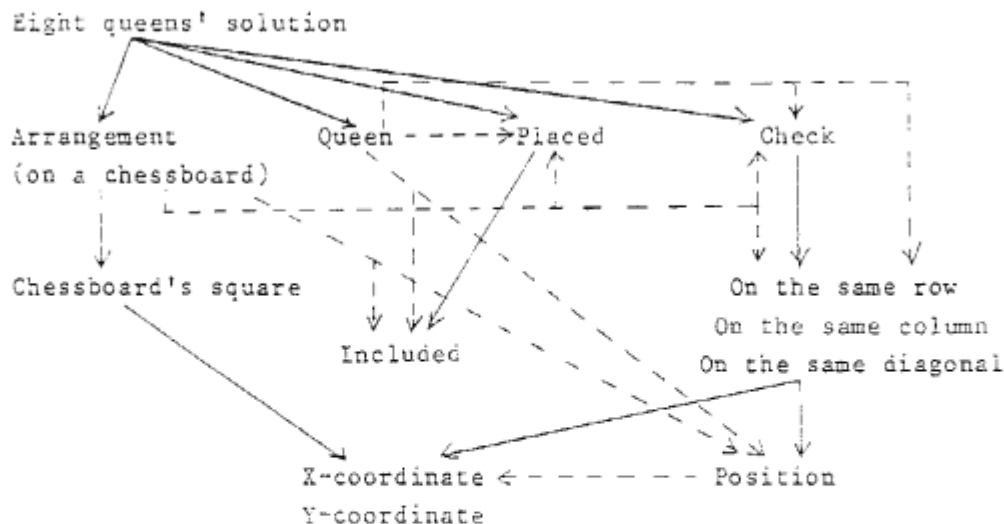 Eight queens' solution
Arrangement Queen Placed Check
(on a chessboard)
Chessboard's square On the same row
On the same column
Included On the same diagonal
X-coordinate Position
Y-coordinate